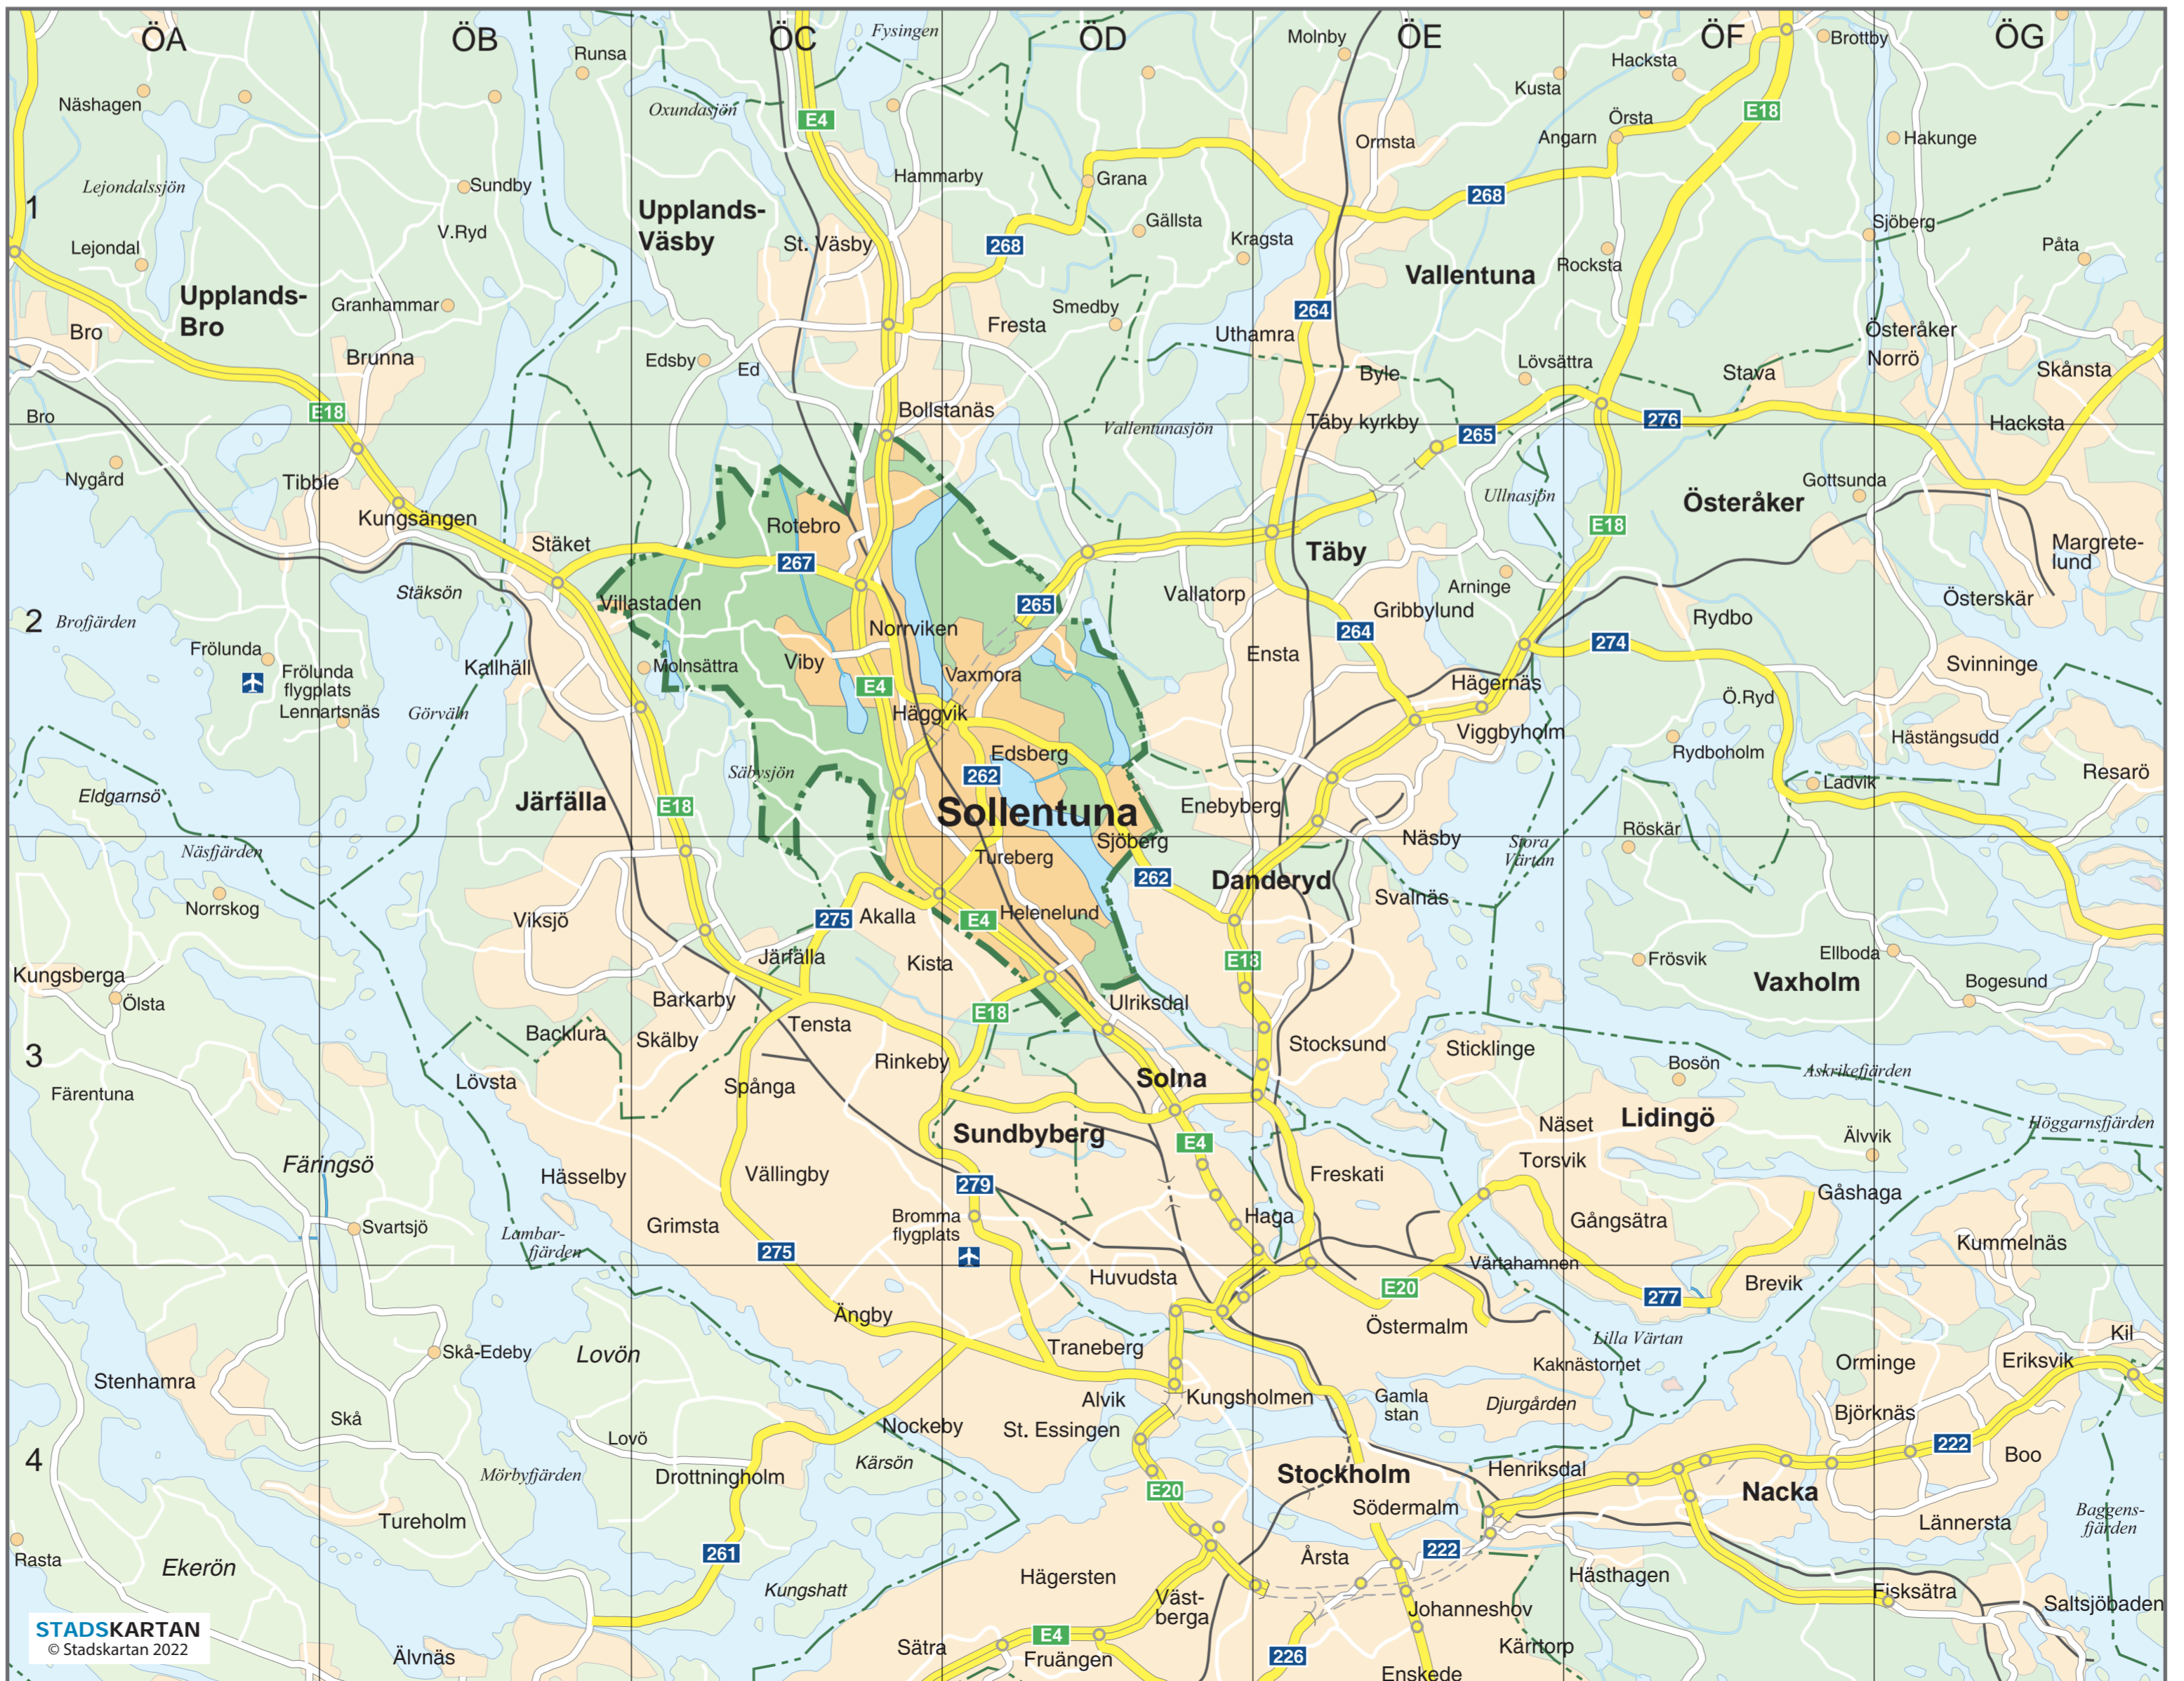 ÖA
ÖB
ÖC
ÖD
ÖE
ÖF
ÖG
Fysingen
Molnby
Brottby
Runsa
Hacksta
Kusta
Näshagen
Oxundasjön
E4
E18
Örsta
Angarn
Hakunge
Ormsta
Hammarby
Grana
Lejondalssjön
Sundby
268
1
Upplands-
Väsby
St. Väsby
V.Ryd
Gällsta
Kragsta
268
Sjöberg
Påta
Lejondal
Rocksta
Vallentuna
Upplands-
Bro
Granhammar
Smedby
264
Fresta
Uthamra
Österåker
Norrö
Bro
Brunna
Edsby
Ed
Byle
Lövsättra
Stava
Skånsta
Bro
E18
Bollstanäs
Vallentunasjön
Täby kyrkby
265
276
Hacksta
Nygård
Tibble
Gottsunda
Ullnasjön
Österåker
Kungsängen
Rotebro
E18
Stäket
267
Täby
Margrete-
lund
Stäksön
Villastaden
265
Vallatorp
Arninge
Österskär
2
Brofjärden
Norrviken
Gribbylund
264
Rydbo
274
Frölunda
Frölunda
flygplats
Kallhäll
Molnsättra
Viby
Vaxmora
Ensta
Svinninge
E4
Hägernäs
Lennartsnäs
Görväln
Häggvik
Ö.Ryd
Viggbyholm
Edsberg
Rydboholm
Hästängsudd
Säbysjön
262
Ladvik
Resarö
Eldgarnsö
Järfälla
E18
Sollentuna
Enebyberg
Röskär
Näsfjärden
Sjöberg
Näsby
Stora
Värtan
Tureberg
262
Danderyd
Norrskog
Svalnäs
Viksjö
275
Akalla
E4
Helenelund
Järfälla
Kista
E18
Frösvik
Ellboda
Kungsberga
Vaxholm
Bogesund
Ölsta
Barkarby
E18
Ulriksdal
Backlura
Skälby
Tensta
Stocksund
Sticklinge
3
Rinkeby
Bosön
Askrikefjärden
Färentuna
Lövsta
Spånga
Solna
Lidingö
Näset
Höggarnsfjärden
Sundbyberg
E4
Älvvik
Färingsö
Hässelby
Vällingby
279
Freskati
Torsvik
Gåshaga
Svartsjö
Grimsta
Bromma
flygplats
Haga
Gångsätra
Lambar-
fjärden
275
Kummelnäs
Värtahamnen
Huvudsta
E20
Brevik
277
Ängby
Östermalm
Lilla Värtan
Kil
Skå-Edeby
Lovön
Traneberg
Kaknästornet
Orminge
Eriksvik
Stenhamra
Alvik
Kungsholmen
Gamla
stan
Djurgården
Björknäs
Skå
Nockeby
St. Essingen
222
Lovö
Kärsön
Boo
4
Mörbyfjärden
Drottningholm
Stockholm
Henriksdal
E20
Nacka
Södermalm
Tureholm
Baggens-
fjärden
Lännersta
Rasta
261
Årsta
222
Ekerön
Kungshatt
Hägersten
Hästhagen
Fisksätra
Väst-
berga
Johanneshov
Saltsjöbaden
STADSKARTAN
© Stadskartan 2022
E4
Sätra
Fruängen
226
Kärrtorp
Älvnäs
Enskede